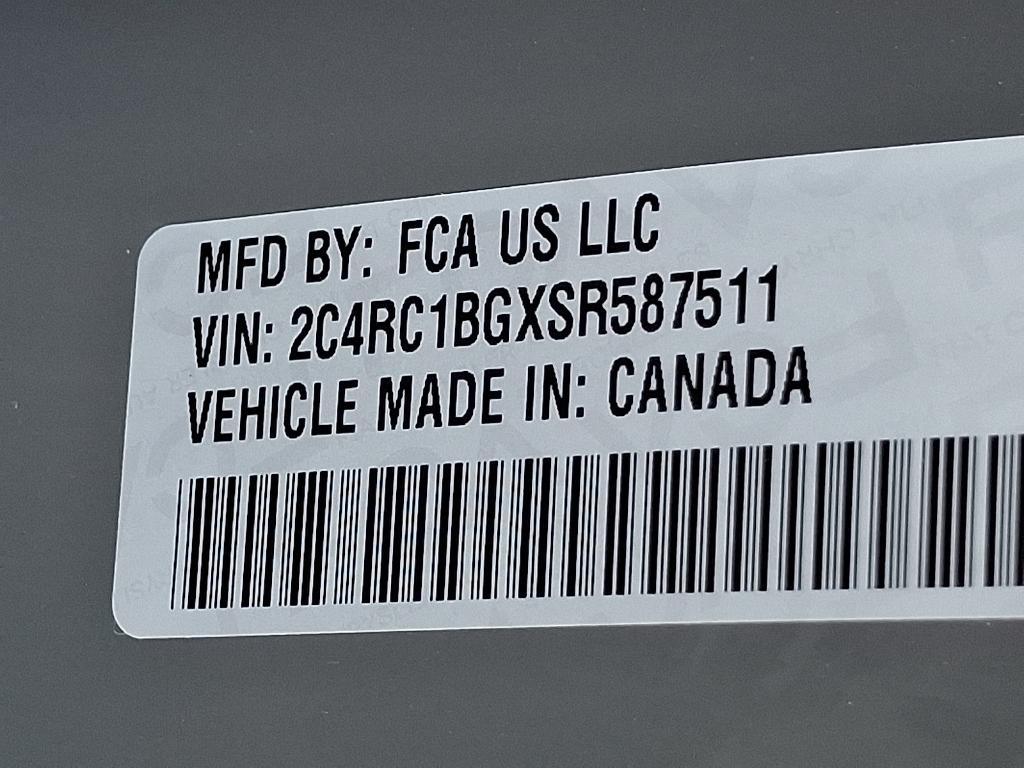 MFD BY: FCA US LLC
VIN: 2C4RC1BGXSR587511
VEHICLE MADE IN: CANADA